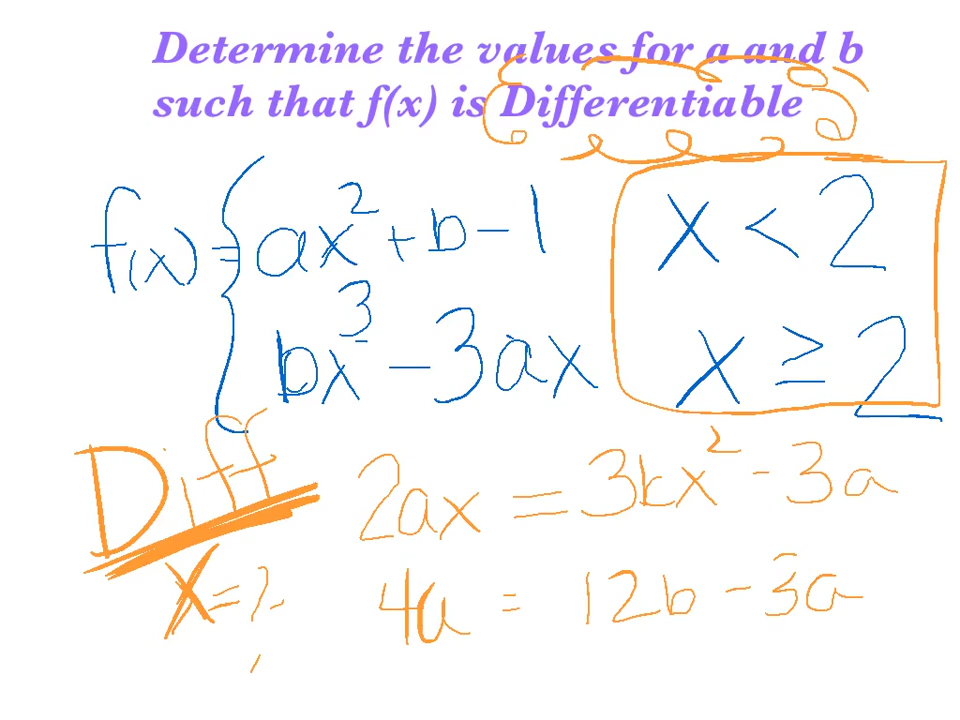 Determine the values for a and b
such that f(x) is Differentiable
f(x) = { ax² + b - 1 x < 2
bx³ - 3ax x ≥ 2
Diff 2ax = 3bx² - 3a
x = ? 4a = 12b - 3a